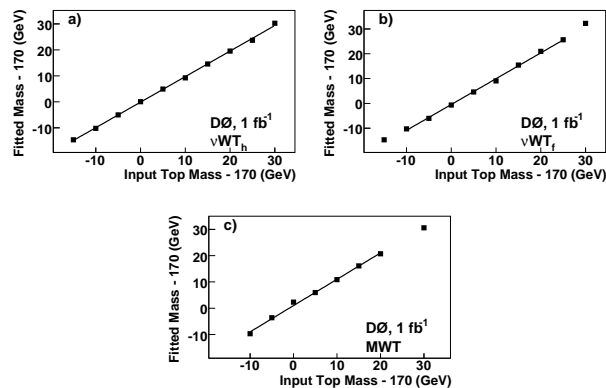 a)
Fitted Mass - 170 (GeV)
30
20
10
0
-10
DØ, 1 fb-1
νWTh
-10 0 10 20 30
Input Top Mass - 170 (GeV)
b)
Fitted Mass - 170 (GeV)
30
20
10
0
-10
DØ, 1 fb-1
νWTf
-10 0 10 20 30
Input Top Mass - 170 (GeV)
c)
Fitted Mass - 170 (GeV)
30
20
10
0
-10
DØ, 1 fb-1
MWT
-10 0 10 20 30
Input Top Mass - 170 (GeV)